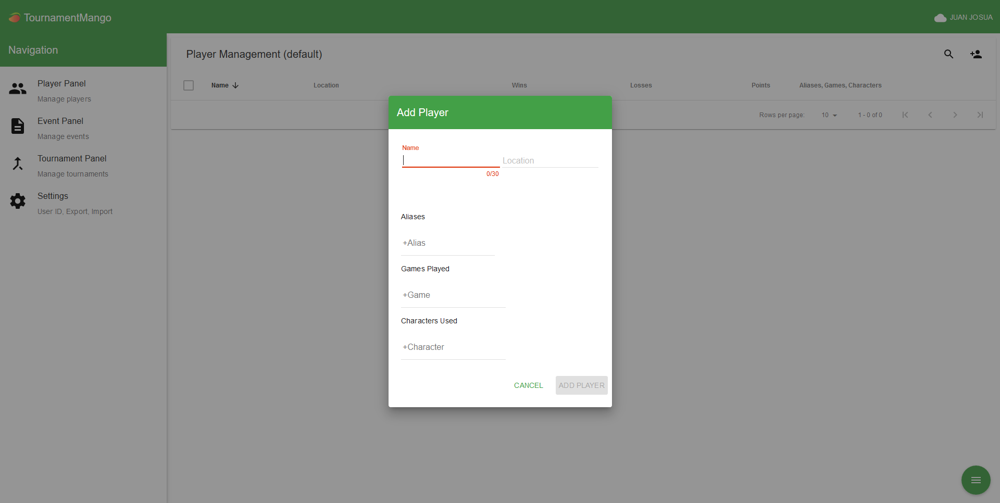 TournamentMango
JUAN JOSUA
Navigation
Player Panel
Manage players
Event Panel
Manage events
Tournament Panel
Manage tournaments
Settings
User ID, Export, Import
Player Management (default)
Name Location Wins Losses Points Aliases, Games, Characters
Rows per page: 10 1 - 0 of 0
Add Player
Name
Location
0/30
Aliases
+Alias
Games Played
+Game
Characters Used
+Character
CANCEL ADD PLAYER